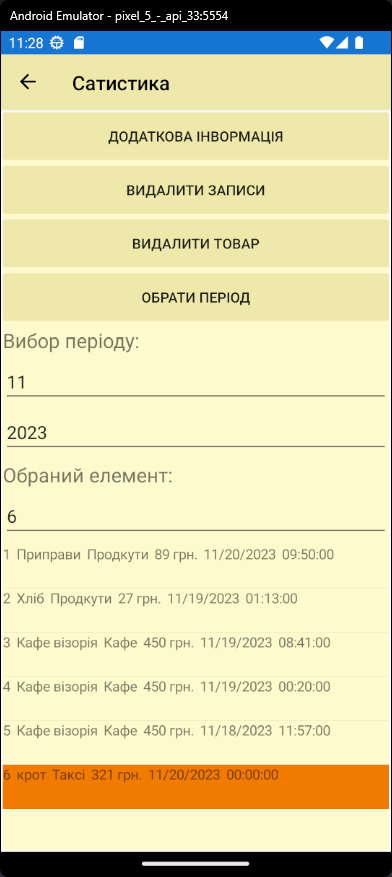 Android Emulator - pixel_5_-_api_33:5554
11:28
Сатистика
ДОДАТКОВА ІНВОРМАЦІЯ
ВИДАЛИТИ ЗАПИСИ
ВИДАЛИТИ ТОВАР
ОБРАТИ ПЕРІОД
Вибор періоду:
11
2023
Обраний елемент:
6
1 Приправи Продкути 89 грн. 11/20/2023 09:50:00
2 Хліб Продкути 27 грн. 11/19/2023 01:13:00
3 Кафе візорія Кафе 450 грн. 11/19/2023 08:41:00
4 Кафе візорія Кафе 450 грн. 11/19/2023 00:20:00
5 Кафе візорія Кафе 450 грн. 11/18/2023 11:57:00
6 крот Таксі 321 грн. 11/20/2023 00:00:00